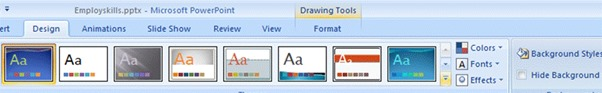 Employskills.pptx - Microsoft PowerPoint Drawing Tools
ert Design Animations Slide Show Review View Format
Aa Aa Aa Aa Aa Aa Aa Aa Colors Background Styles
Fonts Hide Background
Effects